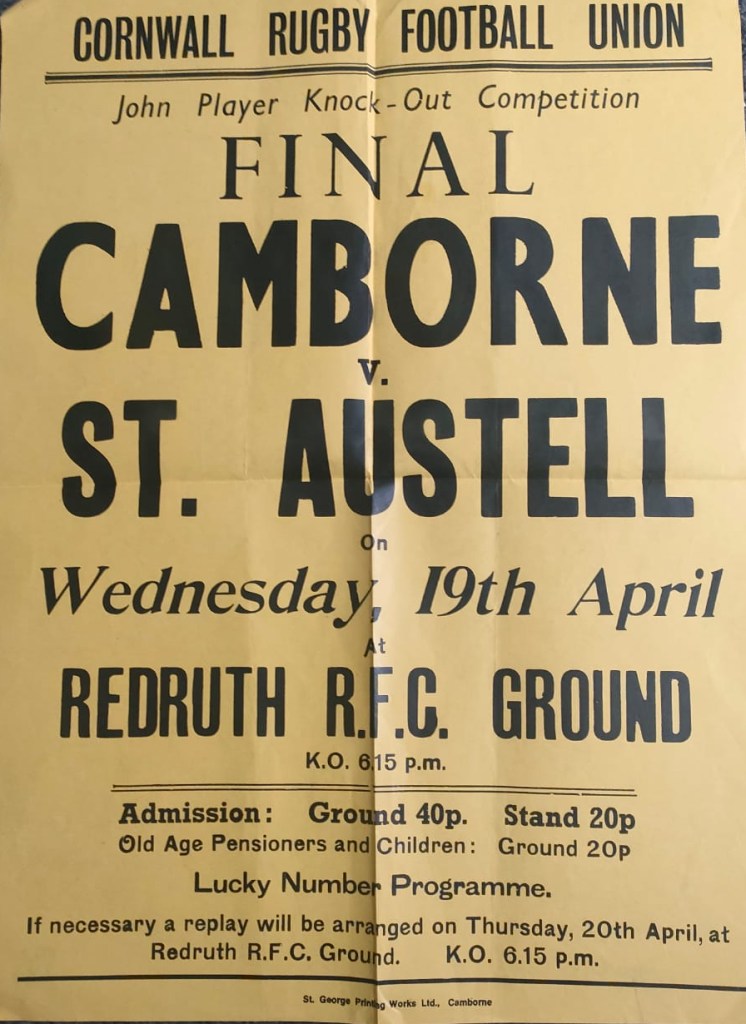 CORNWALL RUGBY FOOTBALL UNION
John Player Knock-Out Competition
FINAL
CAMBORNE
v.
ST. AUSTELL
On
Wednesday, 19th April
At
REDRUTH R.F.C. GROUND
K.O. 6.15 p.m.
Admission: Ground 40p. Stand 20p
Old Age Pensioners and Children: Ground 20p
Lucky Number Programme.
If necessary a replay will be arranged on Thursday, 20th April, at
Redruth R.F.C. Ground. K.O. 6.15 p.m.
St. George Printing Works Ltd., Camborne